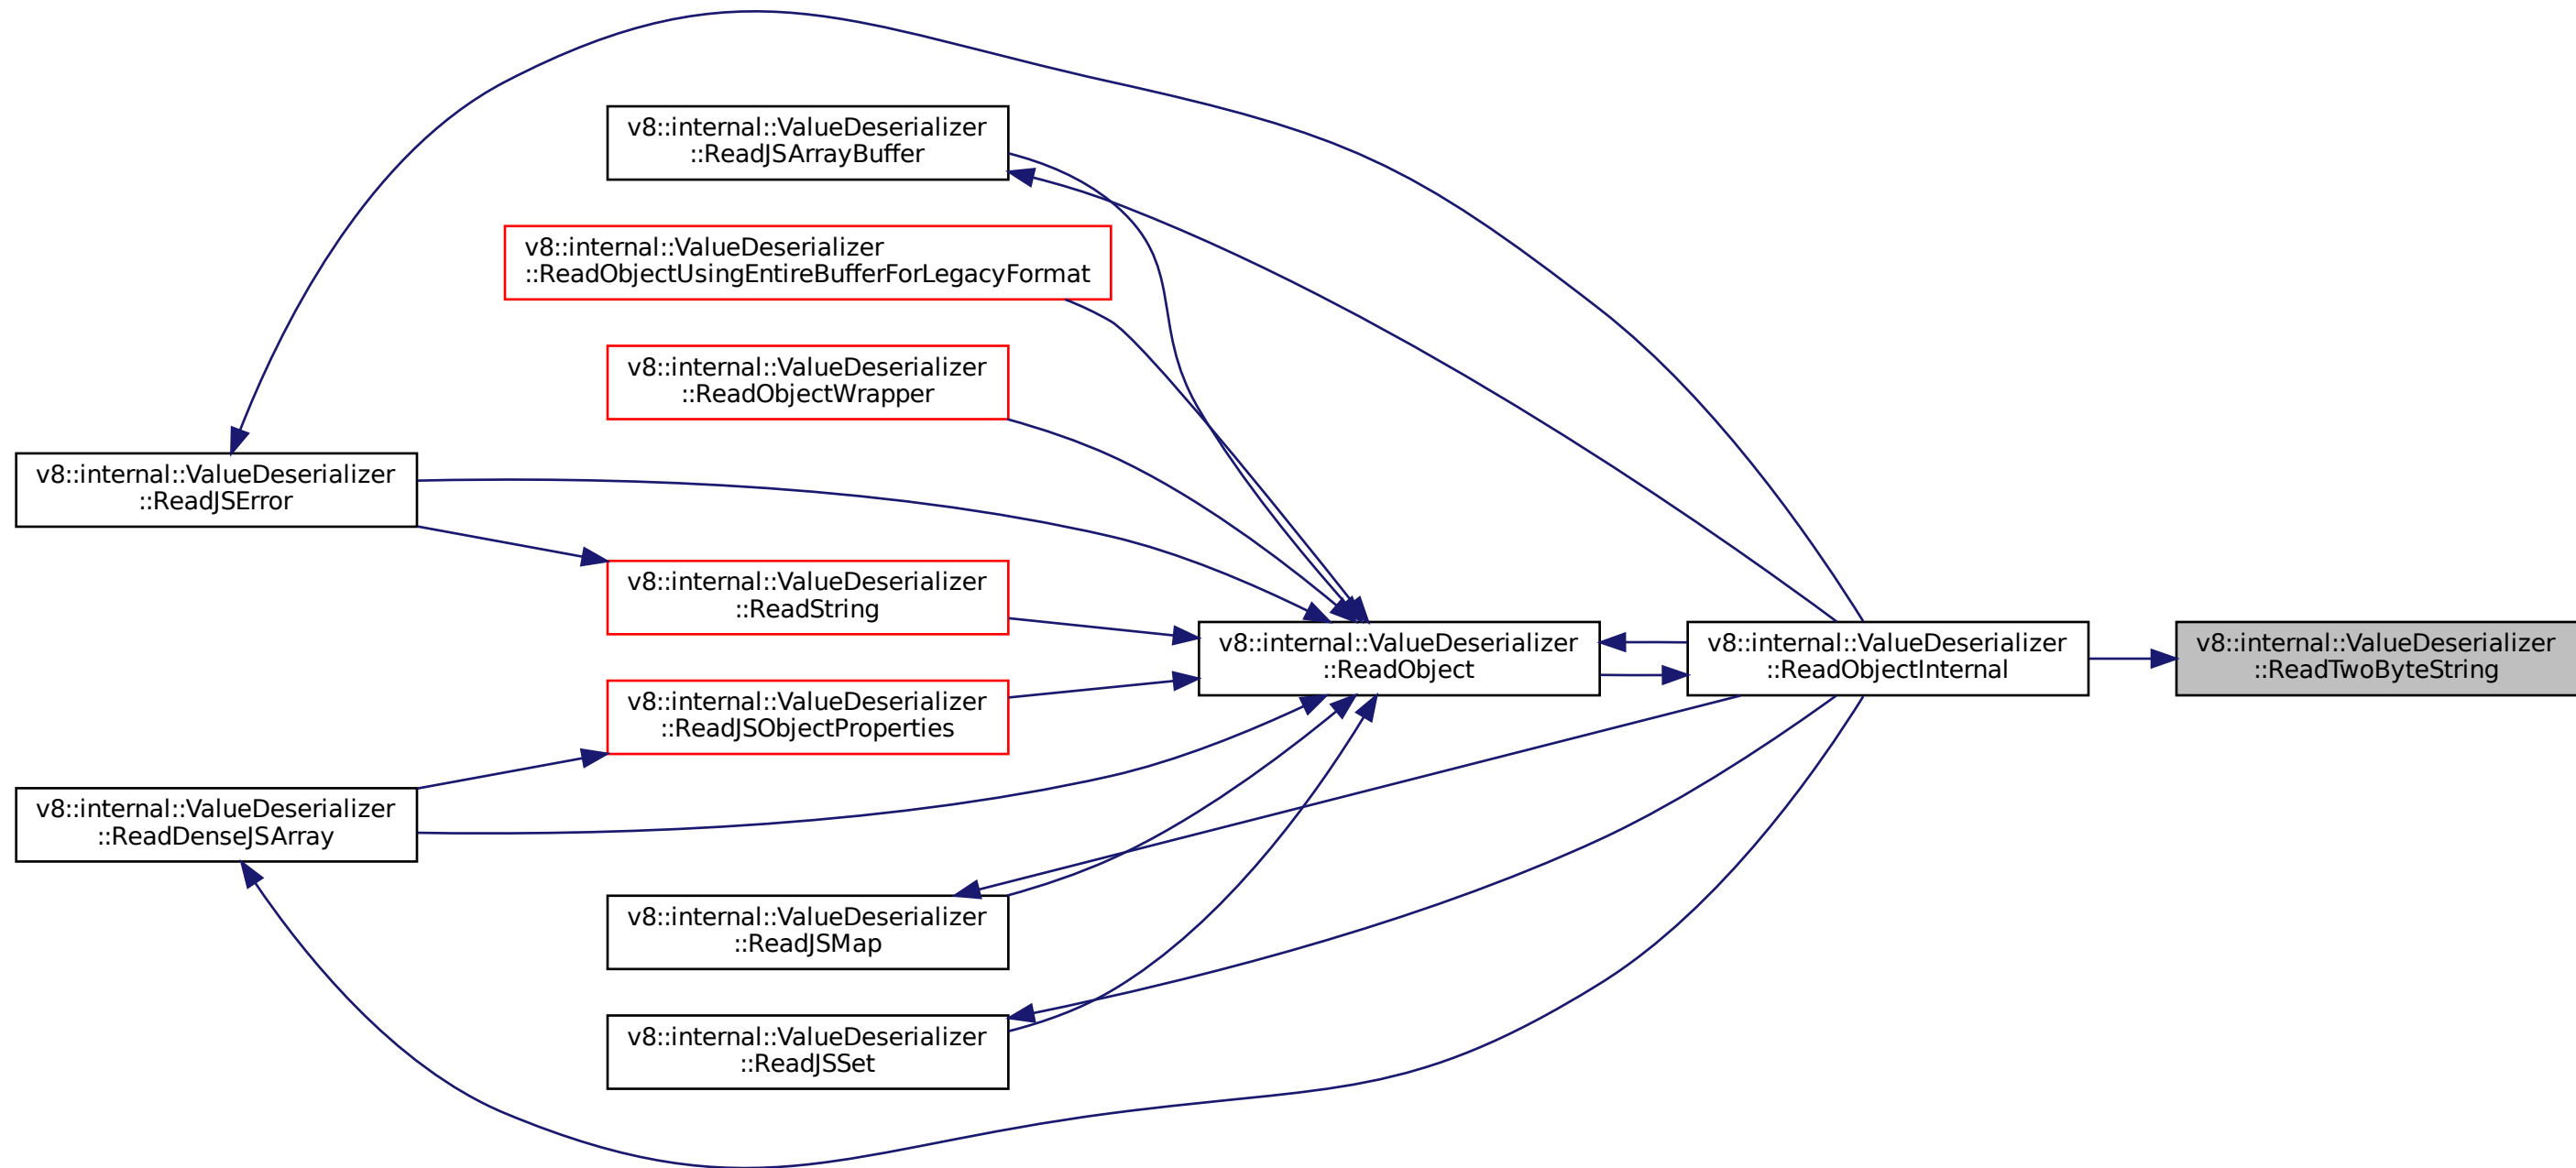 v8::internal::ValueDeserializer
::ReadJSArrayBuffer
v8::internal::ValueDeserializer
::ReadObjectUsingEntireBufferForLegacyFormat
v8::internal::ValueDeserializer
::ReadObjectWrapper
v8::internal::ValueDeserializer
::ReadJSError
v8::internal::ValueDeserializer
::ReadString
v8::internal::ValueDeserializer
::ReadObject
v8::internal::ValueDeserializer
::ReadObjectInternal
v8::internal::ValueDeserializer
::ReadTwoByteString
v8::internal::ValueDeserializer
::ReadJSObjectProperties
v8::internal::ValueDeserializer
::ReadDenseJSArray
v8::internal::ValueDeserializer
::ReadJSMap
v8::internal::ValueDeserializer
::ReadJSSet